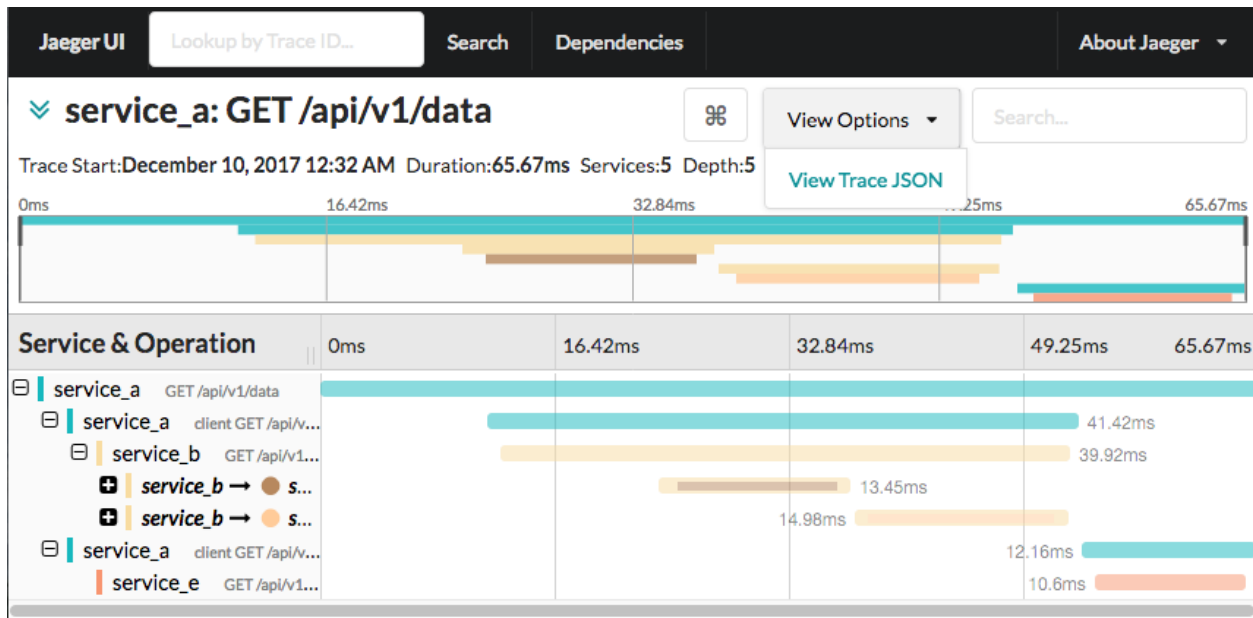 Jaeger UI Lookup by Trace ID... Search Dependencies About Jaeger
service_a: GET /api/v1/data ⌘ View Options Search...
Trace Start:December 10, 2017 12:32 AM Duration:65.67ms Services:5 Depth:5
View Trace JSON
0ms 16.42ms 32.84ms .25ms 65.67ms
Service & Operation 0ms 16.42ms 32.84ms 49.25ms 65.67ms
service_a GET /api/v1/data
service_a client GET /api/v... 41.42ms
service_b GET /api/v1... 39.92ms
service_b → s... 13.45ms
service_b → s... 14.98ms
service_a client GET /api/v... 12.16ms
service_e GET /api/v1... 10.6ms